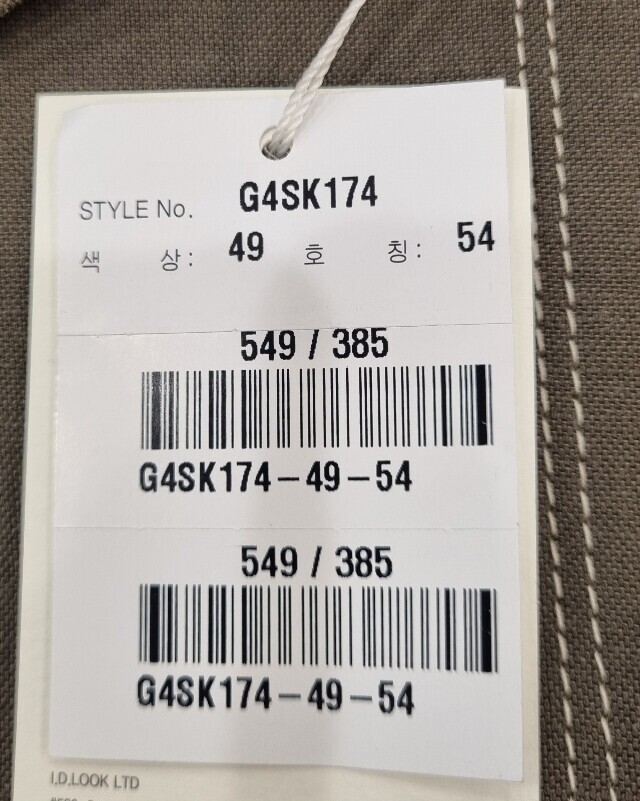 STYLE No. G4SK174
색 상: 49 호 칭: 54
549 / 385
G4SK174-49-54
549 / 385
G4SK174-49-54
I.D.LOOK LTD